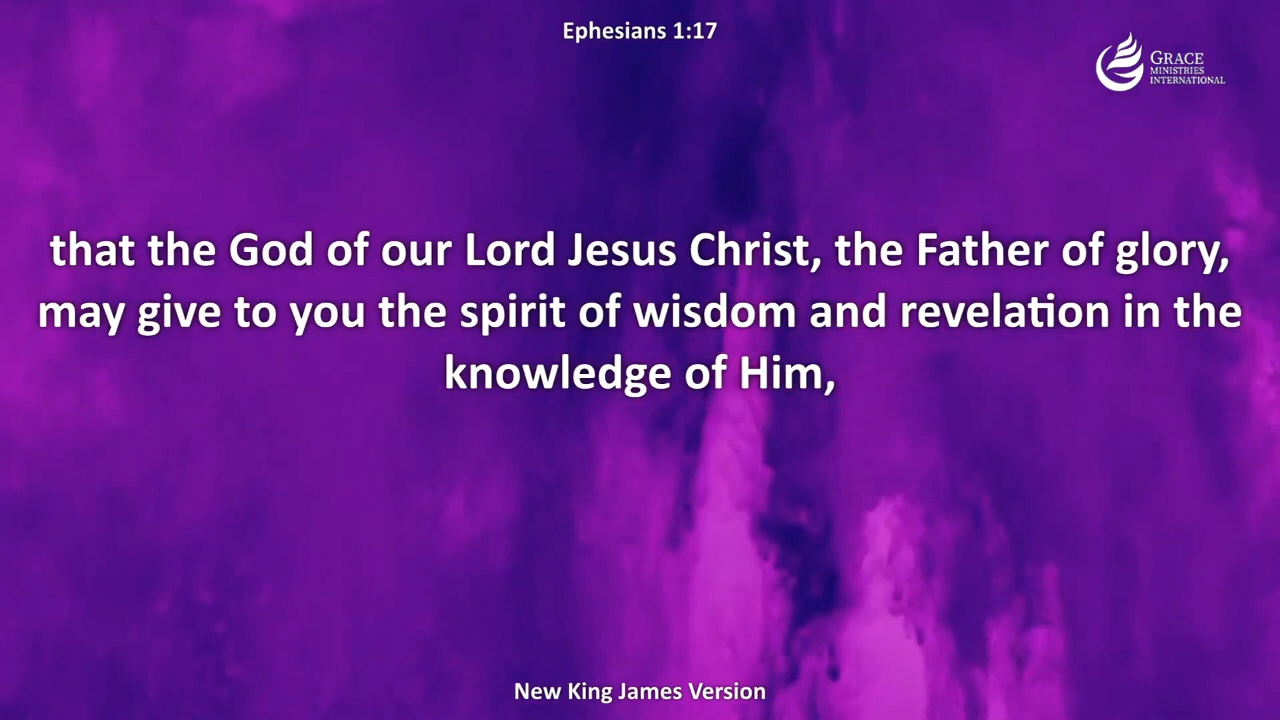 Ephesians 1:17
GRACE
MINISTRIES
INTERNATIONAL
that the God of our Lord Jesus Christ, the Father of glory,
may give to you the spirit of wisdom and revelation in the
knowledge of Him,
New King James Version